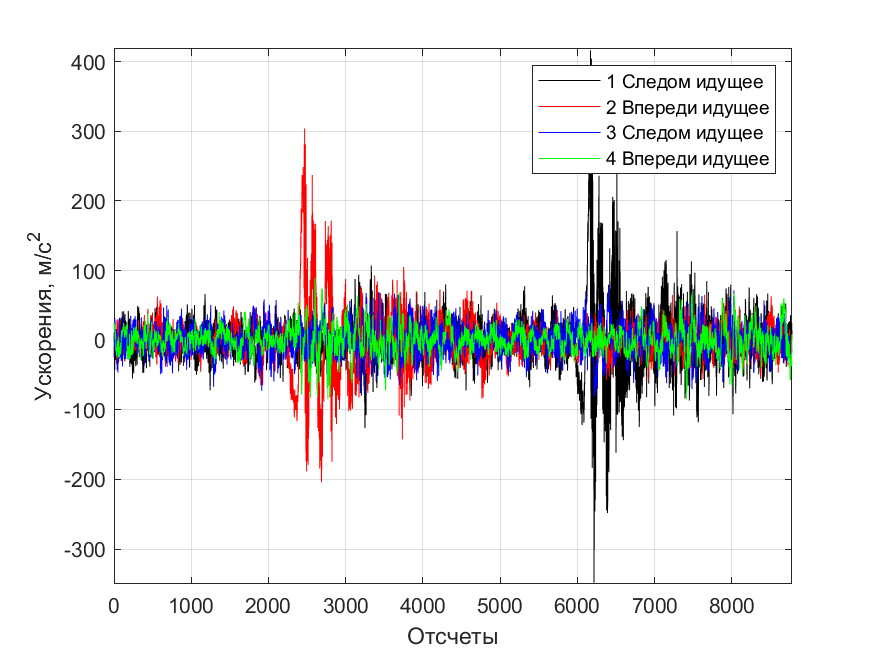 400
300
200
100
0
-100
-200
-300
Ускорения, м/с²
1 Следом идущее
2 Впереди идущее
3 Следом идущее
4 Впереди идущее
0 1000 2000 3000 4000 5000 6000 7000 8000
Отсчеты